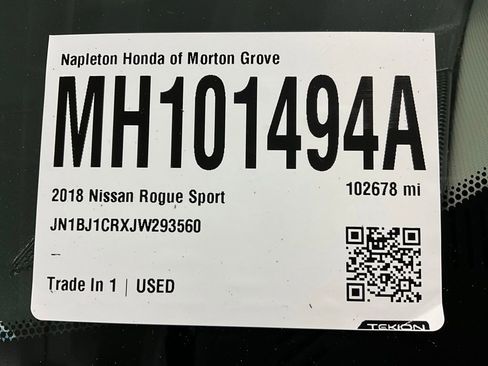 Napleton Honda of Morton Grove
MH101494A
2018 Nissan Rogue Sport
102678 mi
JN1BJ1CRXJW293560
–
Trade In 1 | USED
TEKION